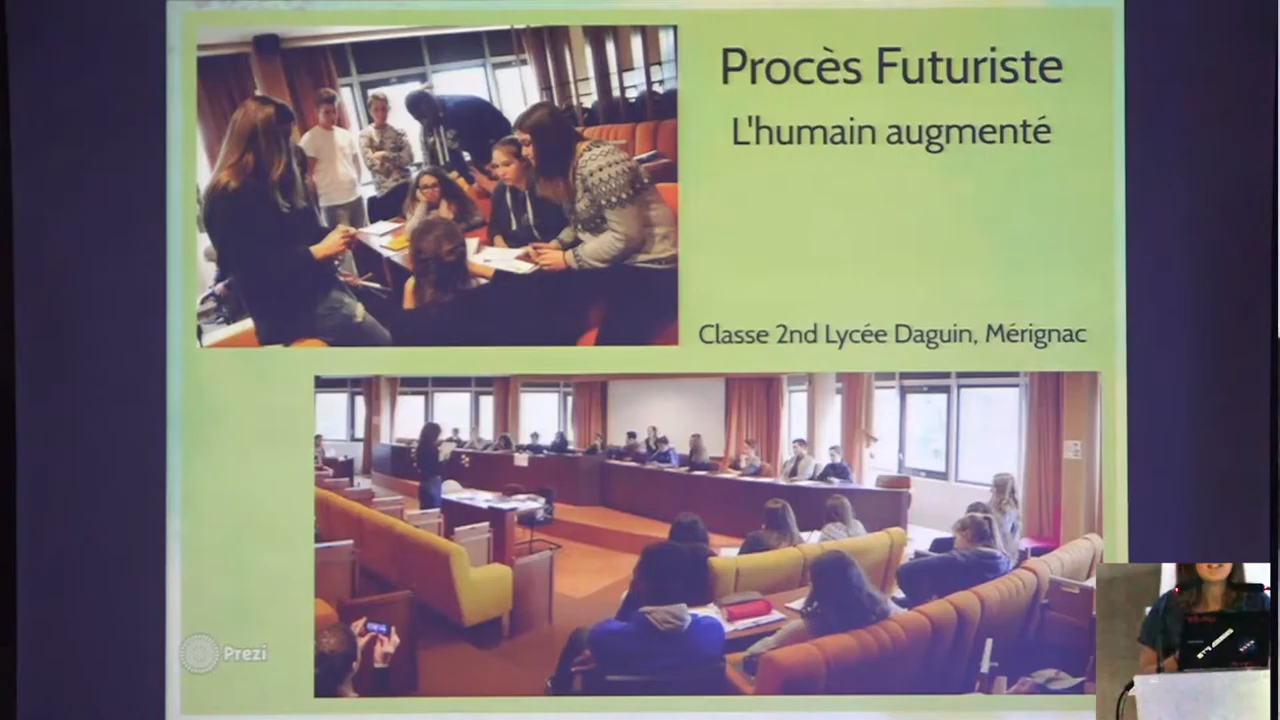 Procès Futuriste
L'humain augmenté
Classe 2nd Lycée Daguin, Mérignac
Prezi